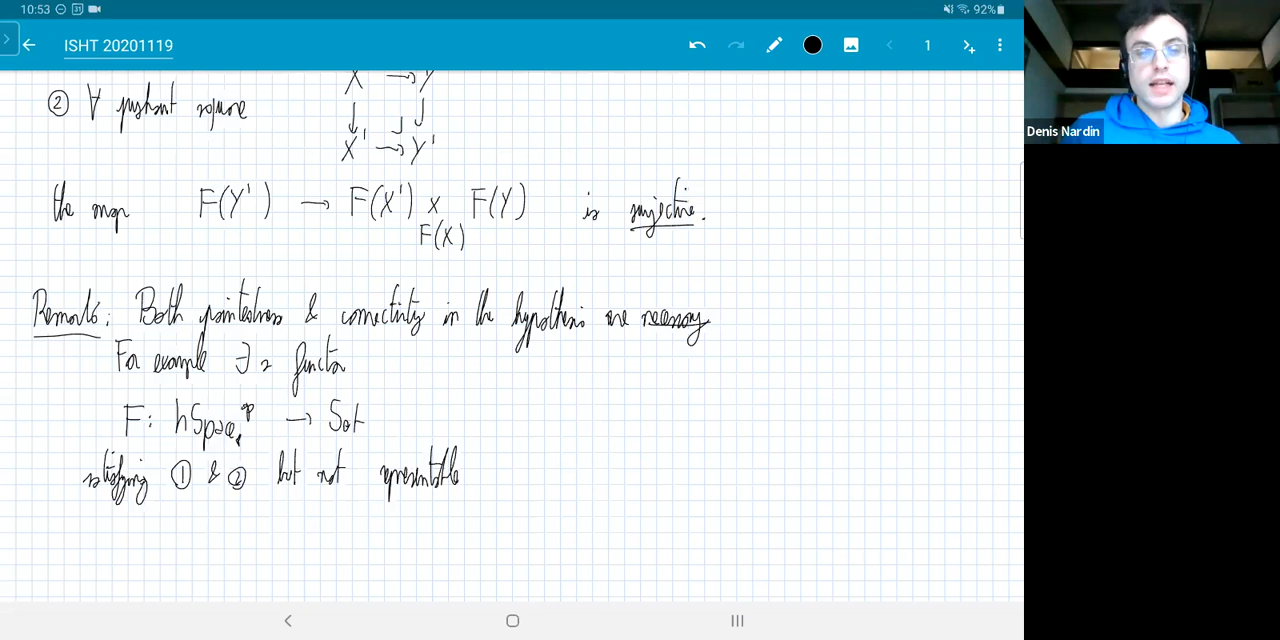 10:53
92%
ISHT 20201119
1
Denis Nardin
X → Y
② ∀ pushout square
↓ ↓
X' → Y'
the map F(Y') → F(X') × F(Y) is surjective.
F(X)
Remark: Both pointedness & connectivity in the hypothesis are necessary
For example ∃ a functor
F: hSpace^op → Set
satisfying ① & ② but not representable